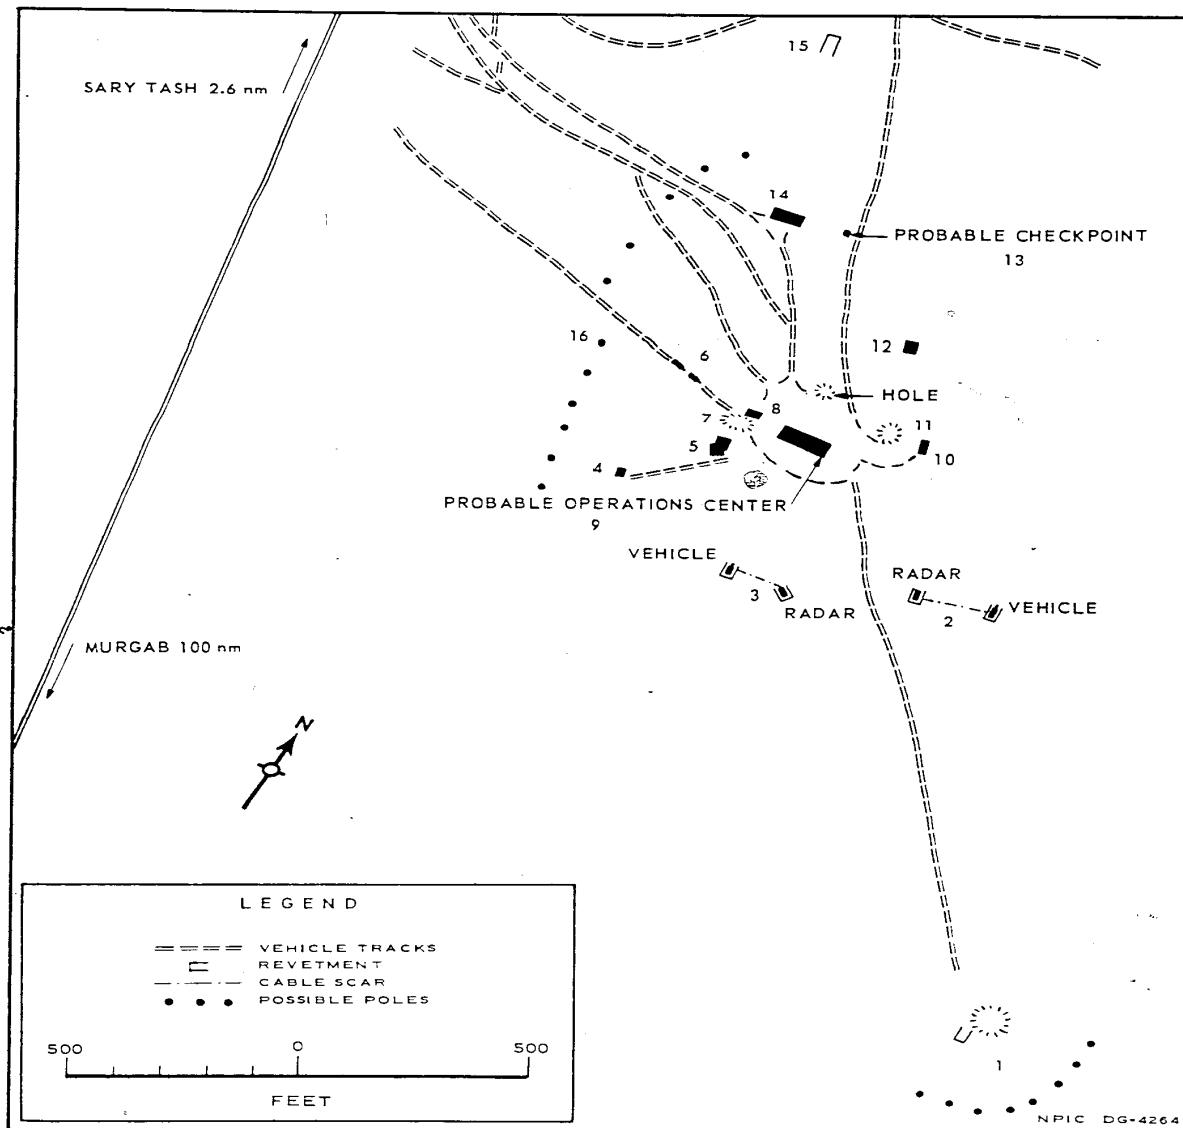 15
SARY TASH 2.6 nm
14
PROBABLE CHECKPOINT
13
16
12
6
HOLE
7
8
11
5
10
4
PROBABLE OPERATIONS CENTER
9
VEHICLE
RADAR
3
RADAR
2
VEHICLE
MURGAB 100 nm
N
LEGEND
VEHICLE TRACKS
REVETMENT
CABLE SCAR
POSSIBLE POLES
500 0 500
FEET
1
NPIC DG-4264